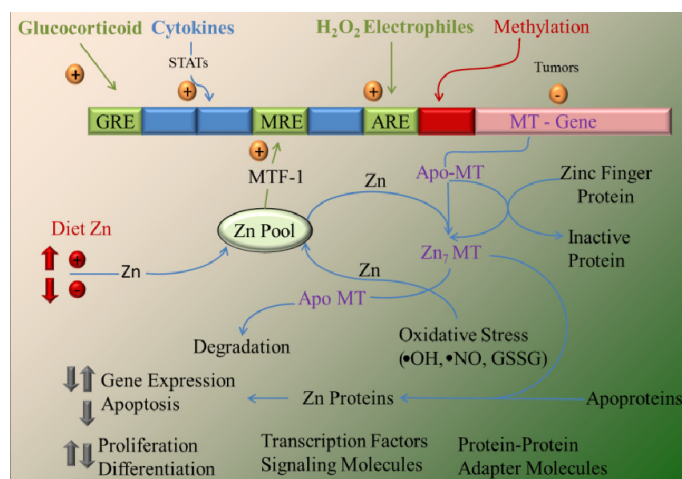 Glucocorticoid Cytokines H₂O₂ Electrophiles Methylation
STATs
Tumors
+
+
+
-
GRE MRE ARE MT - Gene
+
MTF-1
Zn
Apo-MT
Zinc Finger
Protein
Diet Zn
Zn Pool
Inactive
Protein
+
Zn
Zn₇ MT
-
Zn
Apo MT
Degradation
Oxidative Stress
(•OH, •NO, GSSG)
Gene Expression
Apoptosis
Zn Proteins
Apoproteins
Proliferation
Differentiation
Transcription Factors
Signaling Molecules
Protein-Protein
Adapter Molecules